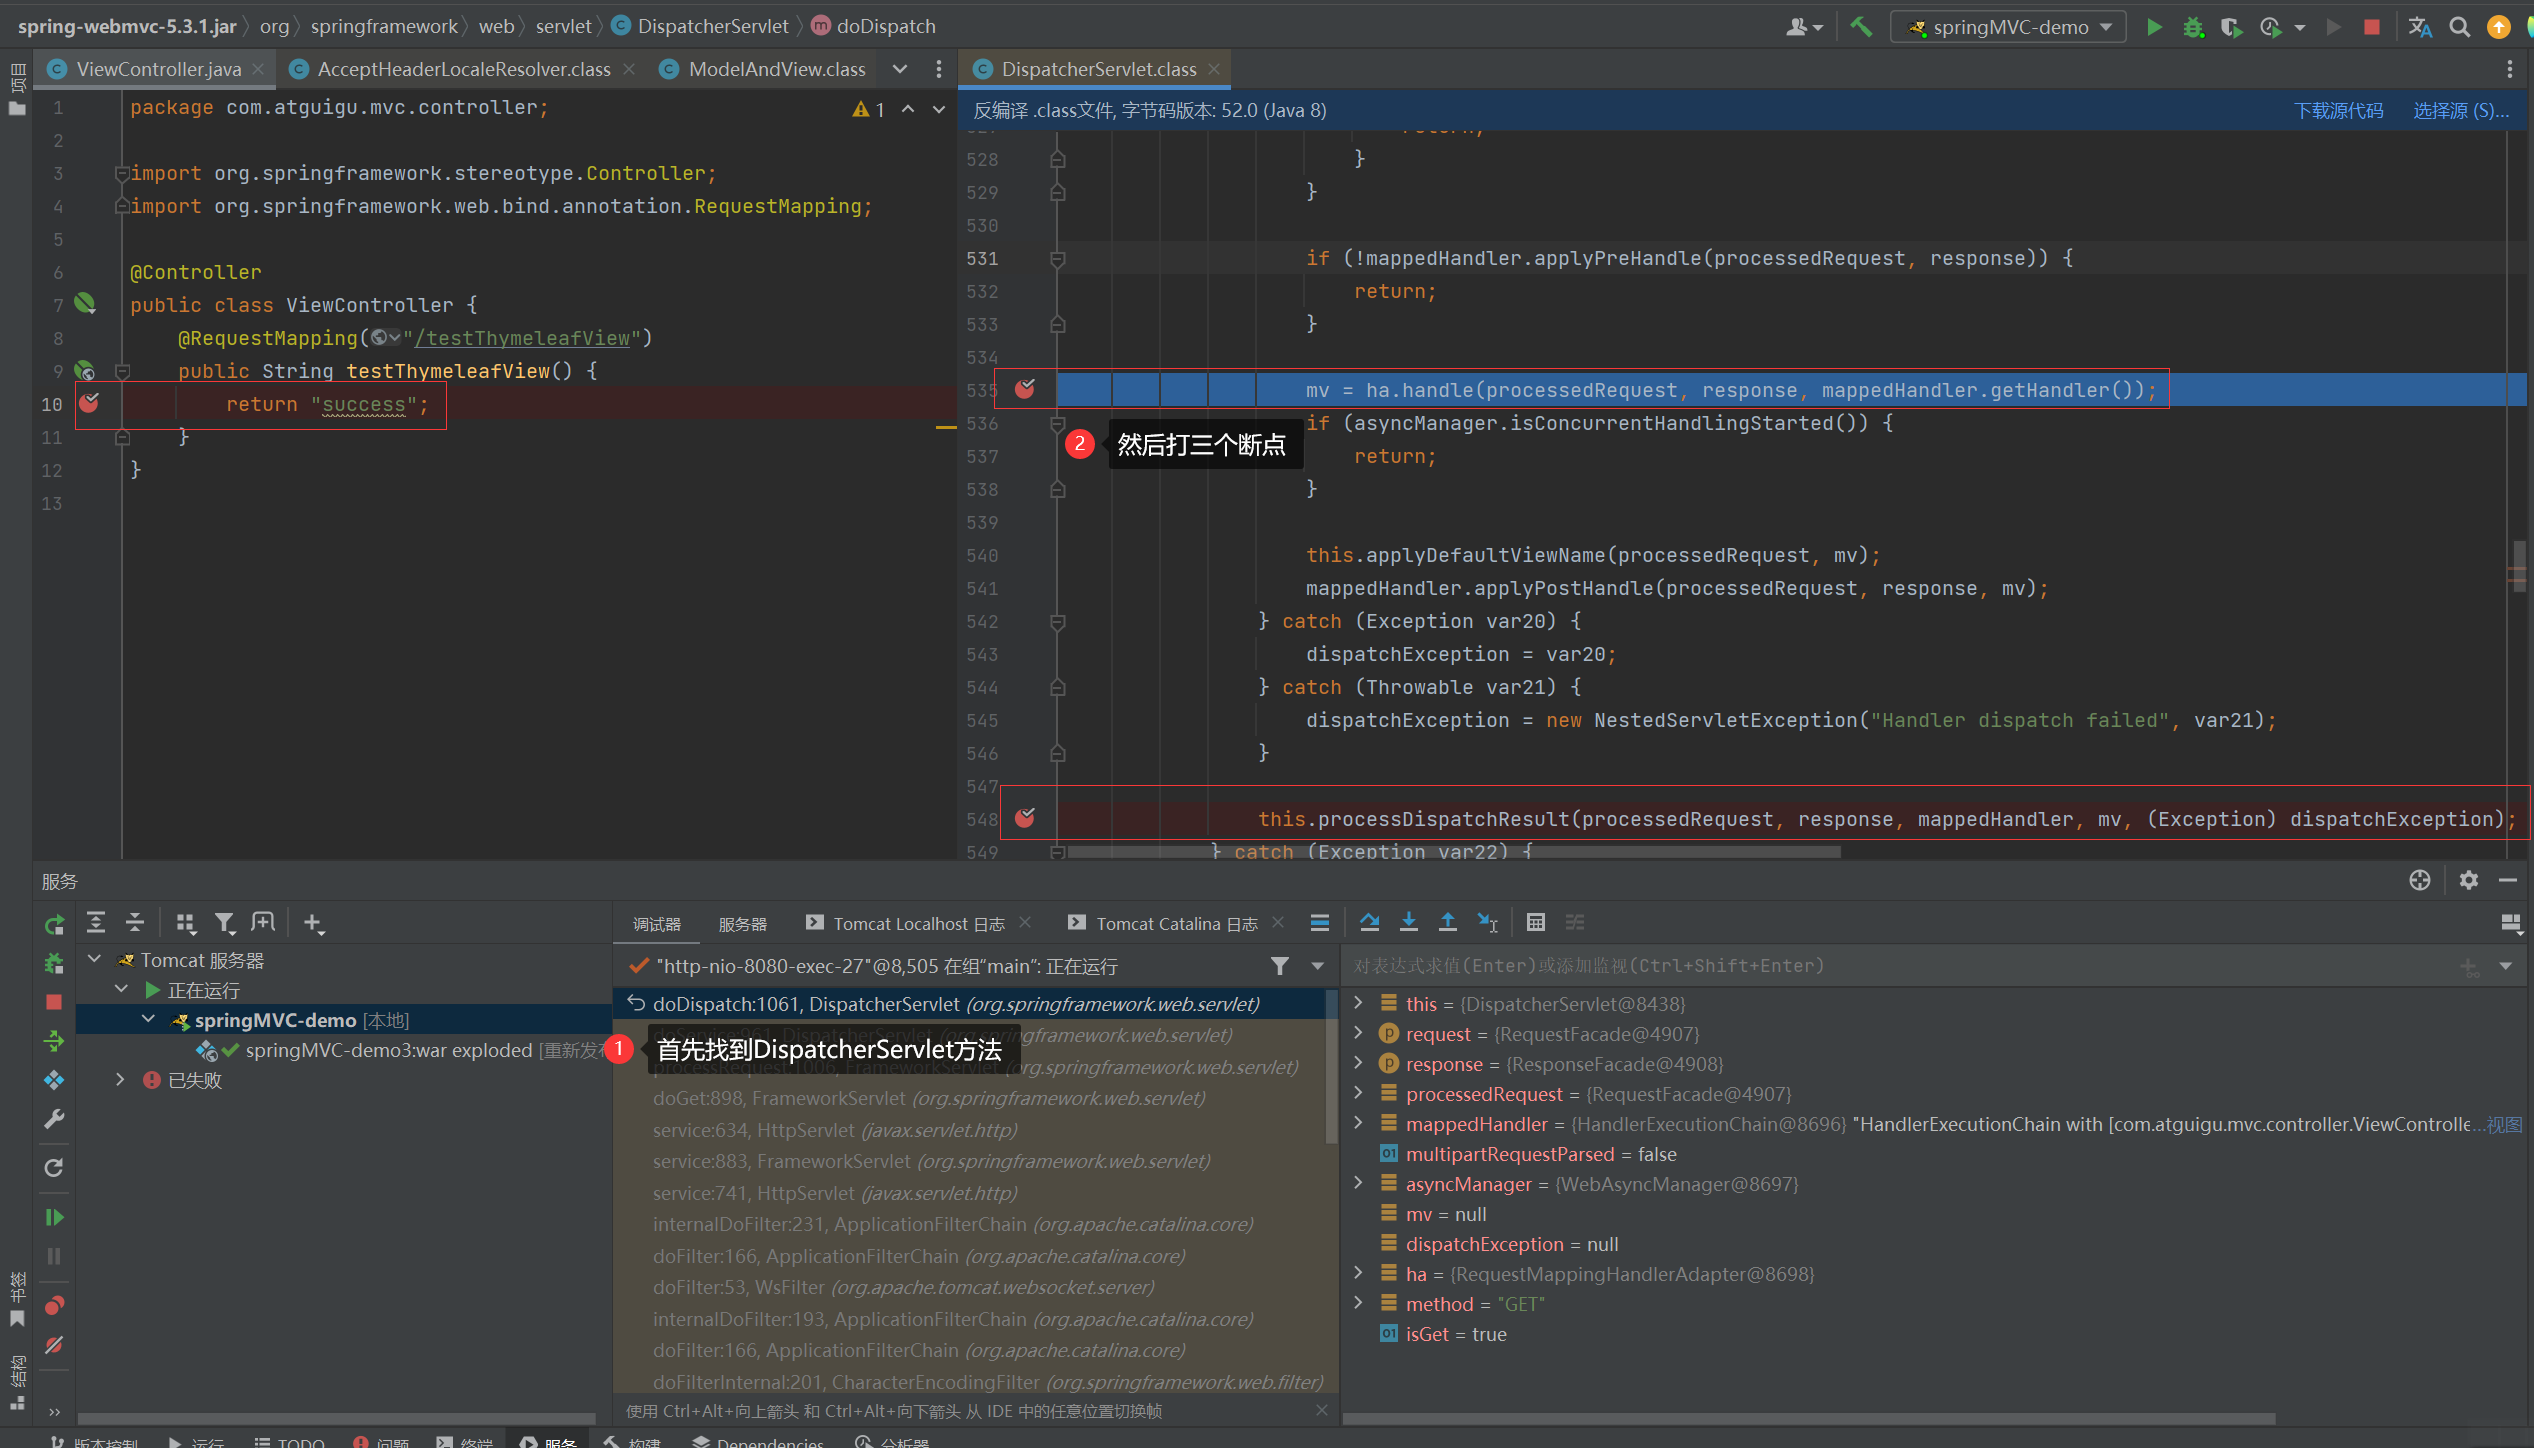 spring-webmvc-5.3.1.jar org springframework web servlet DispatcherServlet doDispatch
springMVC-demo
项目
ViewController.java
AcceptHeaderLocaleResolver.class
ModelAndView.class
DispatcherServlet.class
1 package com.atguigu.mvc.controller;
1
2
3 import org.springframework.stereotype.Controller;
4 import org.springframework.web.bind.annotation.RequestMapping;
5
6 @Controller
7 public class ViewController {
8 @RequestMapping("/testThymeleafView")
9 public String testThymeleafView() {
10 return "success";
11 }
12 }
13
反编译 .class文件, 字节码版本: 52.0 (Java 8)
下载源代码 选择源 (S)...
return;
528 }
529 }
530
531 if (!mappedHandler.applyPreHandle(processedRequest, response)) {
532 return;
533 }
534
535 mv = ha.handle(processedRequest, response, mappedHandler.getHandler());
536 if (asyncManager.isConcurrentHandlingStarted()) {
2 然后打三个断点
537 return;
538 }
539
540 this.applyDefaultViewName(processedRequest, mv);
541 mappedHandler.applyPostHandle(processedRequest, response, mv);
542 } catch (Exception var20) {
543 dispatchException = var20;
544 } catch (Throwable var21) {
545 dispatchException = new NestedServletException("Handler dispatch failed", var21);
546 }
547
548 this.processDispatchResult(processedRequest, response, mappedHandler, mv, (Exception) dispatchException);
549 } catch (Exception var22) {
服务
Tomcat 服务器
正在运行
springMVC-demo [本地]
springMVC-demo3:war exploded [重新发布
已失败
调试器 服务器 Tomcat Localhost 日志 Tomcat Catalina 日志
"http-nio-8080-exec-27"@8,505 在组"main": 正在运行
doDispatch:1061, DispatcherServlet (org.springframework.web.servlet)
doService:961, DispatcherServlet (org.springframework.web.servlet)
1 首先找到DispatcherServlet方法
processRequest:1006, FrameworkServlet (org.springframework.web.servlet)
doGet:898, FrameworkServlet (org.springframework.web.servlet)
service:634, HttpServlet (javax.servlet.http)
service:883, FrameworkServlet (org.springframework.web.servlet)
service:741, HttpServlet (javax.servlet.http)
internalDoFilter:231, ApplicationFilterChain (org.apache.catalina.core)
doFilter:166, ApplicationFilterChain (org.apache.catalina.core)
doFilter:53, WsFilter (org.apache.tomcat.websocket.server)
internalDoFilter:193, ApplicationFilterChain (org.apache.catalina.core)
doFilter:166, ApplicationFilterChain (org.apache.catalina.core)
doFilterInternal:201, CharacterEncodingFilter (org.springframework.web.filter)
使用 Ctrl+Alt+向上箭头 和 Ctrl+Alt+向下箭头 从 IDE 中的任意位置切换帧
对表达式求值(Enter)或添加监视(Ctrl+Shift+Enter)
this = {DispatcherServlet@8438}
request = {RequestFacade@4907}
response = {ResponseFacade@4908}
processedRequest = {RequestFacade@4907}
mappedHandler = {HandlerExecutionChain@8696} "HandlerExecutionChain with [com.atguigu.mvc.controller.ViewControlle... 视图
multipartRequestParsed = false
asyncManager = {WebAsyncManager@8697}
mv = null
dispatchException = null
ha = {RequestMappingHandlerAdapter@8698}
method = "GET"
isGet = true
书签
结构
版本控制 运行 TODO 问题 终端 服务 构建 Dependencies 分析器